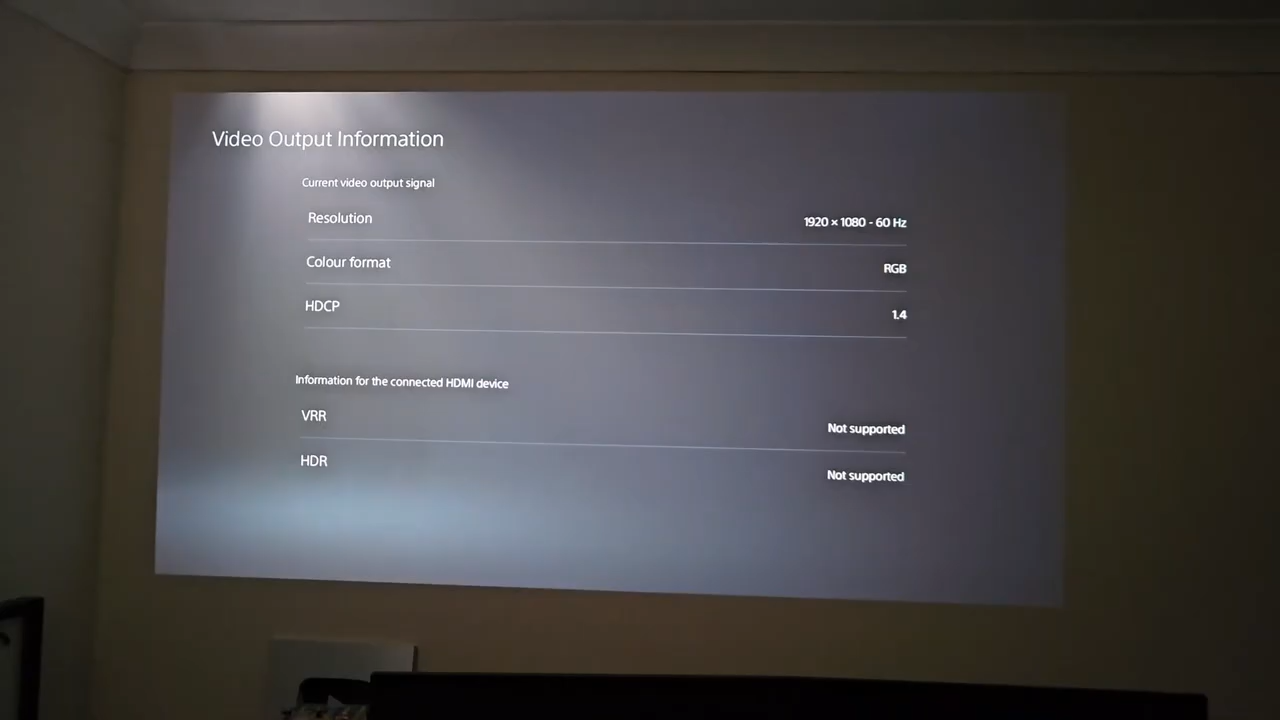 Video Output Information
Current video output signal
Resolution 1920 × 1080 - 60 Hz
Colour format RGB
HDCP 1.4
Information for the connected HDMI device
VRR Not supported
HDR Not supported